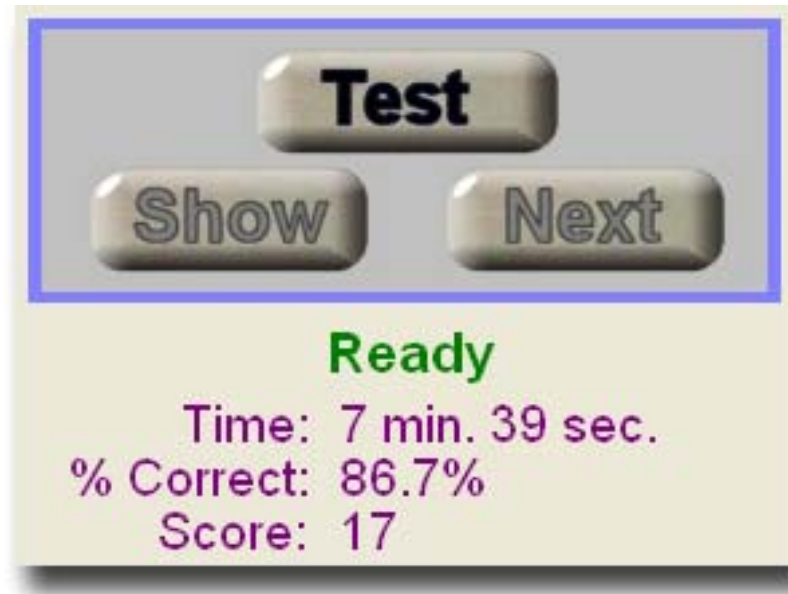 Test
Show Next
Ready
Time: 7 min. 39 sec.
% Correct: 86.7%
Score: 17